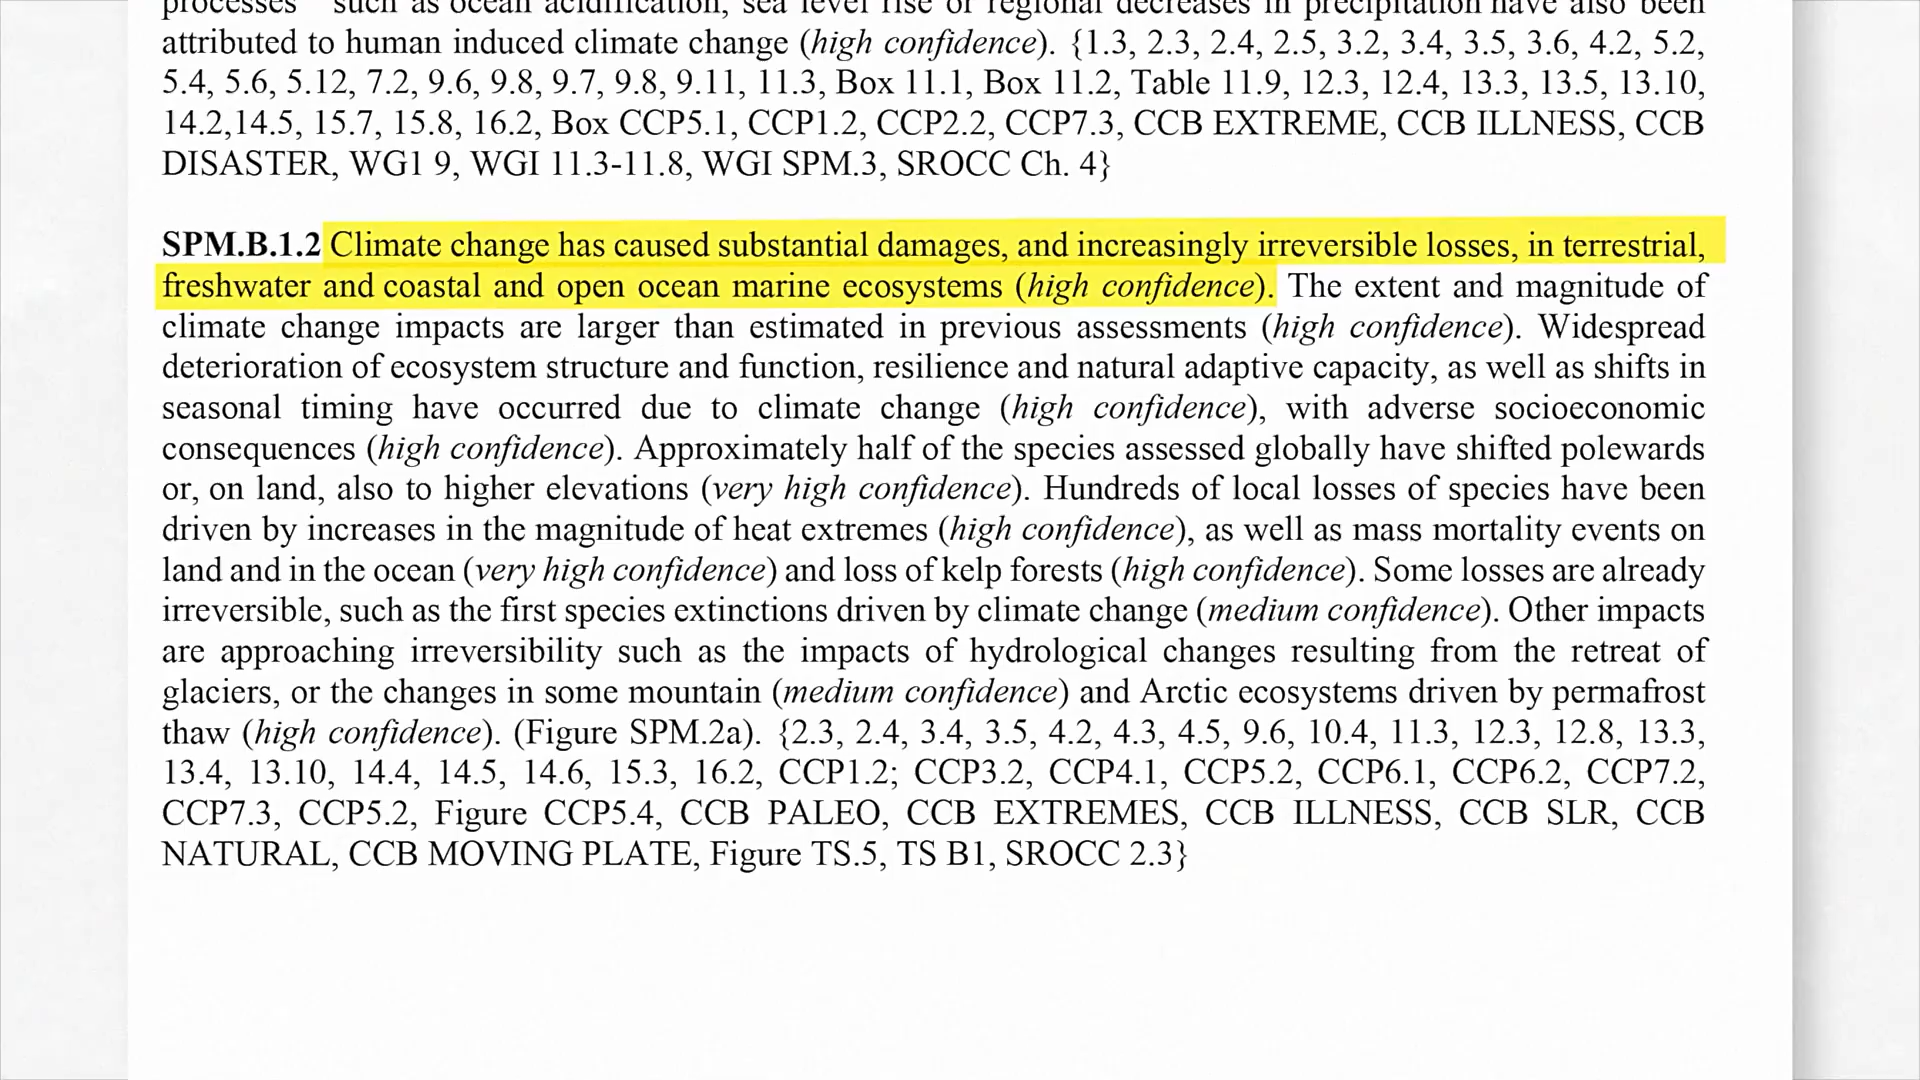 processes such as ocean acidification, sea level rise or regional decreases in precipitation have also been
attributed to human induced climate change (high confidence). {1.3, 2.3, 2.4, 2.5, 3.2, 3.4, 3.5, 3.6, 4.2, 5.2,
5.4, 5.6, 5.12, 7.2, 9.6, 9.8, 9.7, 9.8, 9.11, 11.3, Box 11.1, Box 11.2, Table 11.9, 12.3, 12.4, 13.3, 13.5, 13.10,
14.2,14.5, 15.7, 15.8, 16.2, Box CCP5.1, CCP1.2, CCP2.2, CCP7.3, CCB EXTREME, CCB ILLNESS, CCB
DISASTER, WG1 9, WGI 11.3-11.8, WGI SPM.3, SROCC Ch. 4}
SPM.B.1.2 Climate change has caused substantial damages, and increasingly irreversible losses, in terrestrial,
freshwater and coastal and open ocean marine ecosystems (high confidence). The extent and magnitude of
climate change impacts are larger than estimated in previous assessments (high confidence). Widespread
deterioration of ecosystem structure and function, resilience and natural adaptive capacity, as well as shifts in
seasonal timing have occurred due to climate change (high confidence), with adverse socioeconomic
consequences (high confidence). Approximately half of the species assessed globally have shifted polewards
or, on land, also to higher elevations (very high confidence). Hundreds of local losses of species have been
driven by increases in the magnitude of heat extremes (high confidence), as well as mass mortality events on
land and in the ocean (very high confidence) and loss of kelp forests (high confidence). Some losses are already
irreversible, such as the first species extinctions driven by climate change (medium confidence). Other impacts
are approaching irreversibility such as the impacts of hydrological changes resulting from the retreat of
glaciers, or the changes in some mountain (medium confidence) and Arctic ecosystems driven by permafrost
thaw (high confidence). (Figure SPM.2a). {2.3, 2.4, 3.4, 3.5, 4.2, 4.3, 4.5, 9.6, 10.4, 11.3, 12.3, 12.8, 13.3,
13.4, 13.10, 14.4, 14.5, 14.6, 15.3, 16.2, CCP1.2; CCP3.2, CCP4.1, CCP5.2, CCP6.1, CCP6.2, CCP7.2,
CCP7.3, CCP5.2, Figure CCP5.4, CCB PALEO, CCB EXTREMES, CCB ILLNESS, CCB SLR, CCB
NATURAL, CCB MOVING PLATE, Figure TS.5, TS B1, SROCC 2.3}